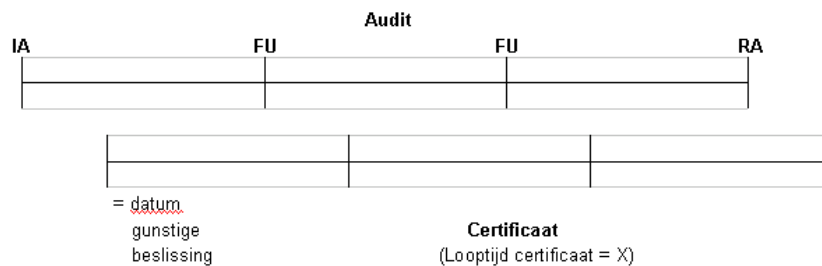 Audit
IA FU FU RA
= datum
gunstige
beslissing
Certificaat
(Looptijd certificaat = X)